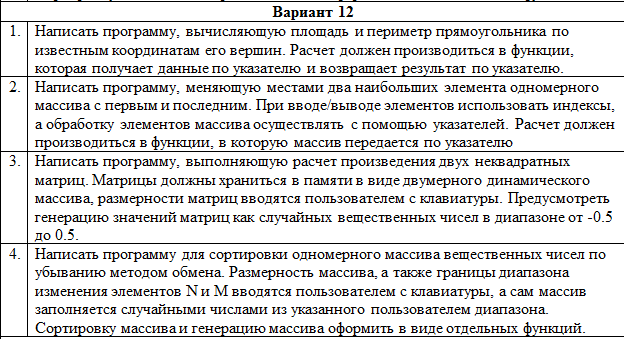 Вариант 12
1. Написать программу, вычисляющую площадь и периметр прямоугольника по
известным координатам его вершин. Расчет должен производиться в функции,
которая получает данные по указателю и возвращает результат по указателю.
2. Написать программу, меняющую местами два наибольших элемента одномерного
массива с первым и последним. При вводе/выводе элементов использовать индексы,
а обработку элементов массива осуществлять с помощью указателей. Расчет должен
производиться в функции, в которую массив передается по указателю
3. Написать программу, выполняющую расчет произведения двух неквадратных
матриц. Матрицы должны храниться в памяти в виде двумерного динамического
массива, размерности матриц вводятся пользователем с клавиатуры. Предусмотреть
генерацию значений матриц как случайных вещественных чисел в диапазоне от -0.5
до 0.5.
4. Написать программу для сортировки одномерного массива вещественных чисел по
убыванию методом обмена. Размерность массива, а также границы диапазона
изменения элементов N и M вводятся пользователем с клавиатуры, а сам массив
заполняется случайными числами из указанного пользователем диапазона.
Сортировку массива и генерацию массива оформить в виде отдельных функций.